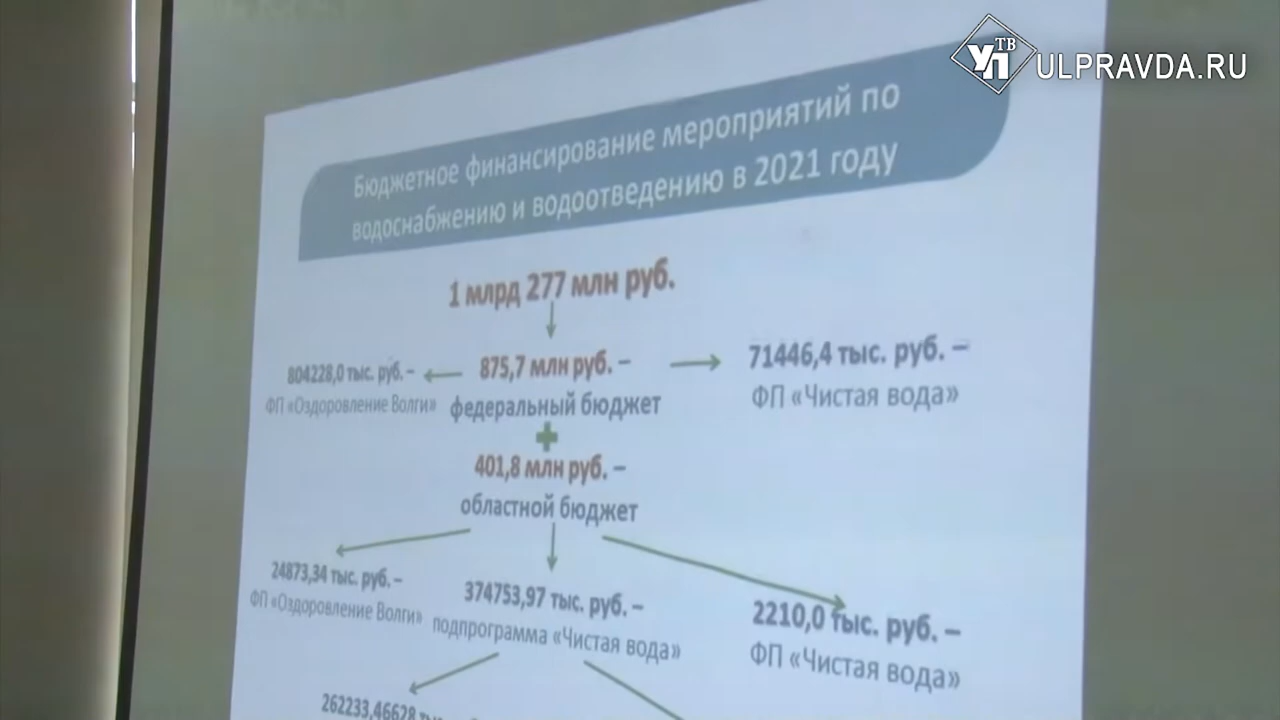 УП ТВ ULPRAVDA.RU
Бюджетное финансирование мероприятий по
водоснабжению и водоотведению в 2021 году
1 млрд 277 млн руб.
804228,0 тыс. руб. –
ФП «Оздоровление Волги»
875,7 млн руб. –
федеральный бюджет
71446,4 тыс. руб. –
ФП «Чистая вода»
401,8 млн руб. –
областной бюджет
24873,34 тыс. руб. –
ФП «Оздоровление Волги»
374753,97 тыс. руб. –
подпрограмма «Чистая вода»
2210,0 тыс. руб. –
ФП «Чистая вода»
262233,46628